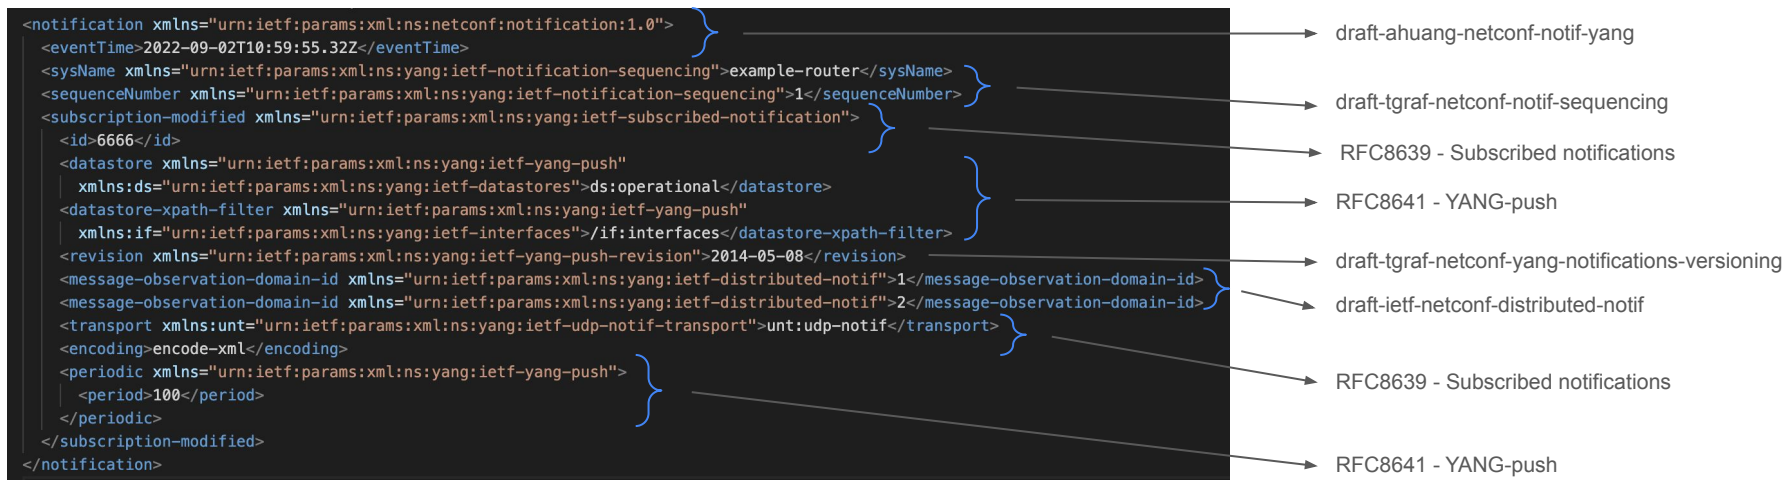 <notification xmlns="urn:ietf:params:xml:ns:netconf:notification:1.0">
<eventTime>2022-09-02T10:59:55.32Z</eventTime>
<sysName xmlns="urn:ietf:params:xml:ns:yang:ietf-notification-sequencing">example-router</sysName>
<sequenceNumber xmlns="urn:ietf:params:xml:ns:yang:ietf-notification-sequencing">1</sequenceNumber>
<subscription-modified xmlns="urn:ietf:params:xml:ns:yang:ietf-subscribed-notification">
<id>6666</id>
<datastore xmlns="urn:ietf:params:xml:ns:yang:ietf-yang-push"
xmlns:ds="urn:ietf:params:xml:ns:yang:ietf-datastores">ds:operational</datastore>
<datastore-xpath-filter xmlns="urn:ietf:params:xml:ns:yang:ietf-yang-push"
xmlns:if="urn:ietf:params:xml:ns:yang:ietf-interfaces">/if:interfaces</datastore-xpath-filter>
<revision xmlns="urn:ietf:params:xml:ns:yang:ietf-yang-push-revision">2014-05-08</revision>
<message-observation-domain-id xmlns="urn:ietf:params:xml:ns:yang:ietf-distributed-notif">1</message-observation-domain-id>
<message-observation-domain-id xmlns="urn:ietf:params:xml:ns:yang:ietf-distributed-notif">2</message-observation-domain-id>
<transport xmlns:unt="urn:ietf:params:xml:ns:yang:ietf-udp-notif-transport">unt:udp-notif</transport>
<encoding>encode-xml</encoding>
<periodic xmlns="urn:ietf:params:xml:ns:yang:ietf-yang-push">
<period>100</period>
</periodic>
</subscription-modified>
</notification>
draft-ahuang-netconf-notif-yang
draft-tgraf-netconf-notif-sequencing
RFC8639 - Subscribed notifications
RFC8641 - YANG-push
draft-tgraf-netconf-yang-notifications-versioning
draft-ietf-netconf-distributed-notif
RFC8639 - Subscribed notifications
RFC8641 - YANG-push